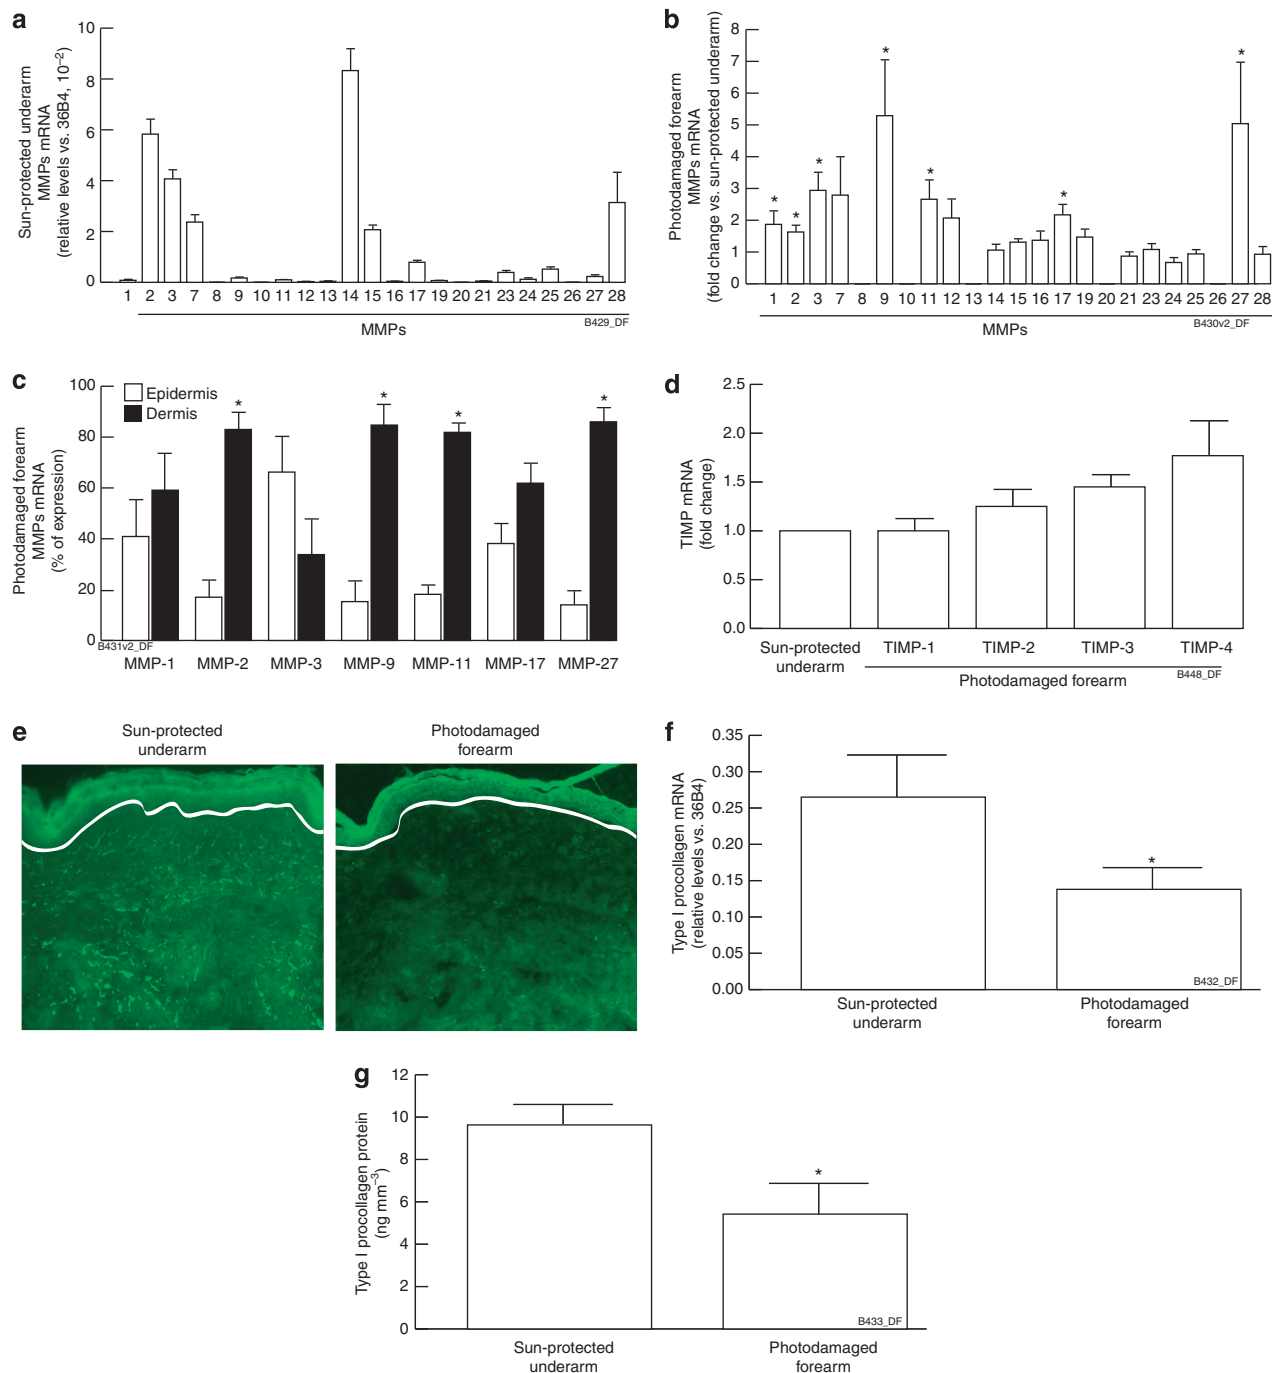 a
Sun-protected underarm
MMPs mRNA
(relative levels vs. 36B4, 10⁻²)
10
8
6
4
2
0
1 2 3 7 8 9 10 11 12 13 14 15 16 17 19 20 21 23 24 25 26 27 28
MMPs
B429_DF
b
Photodamaged forearm
MMPs mRNA
(fold change vs. sun-protected underarm)
8
7
6
5
4
3
2
1
0
* * * * * * *
1 2 3 7 8 9 10 11 12 13 14 15 16 17 19 20 21 23 24 25 26 27 28
MMPs
B430v2_DF
c
Photodamaged forearm
MMPs mRNA
(% of expression)
100
80
60
40
20
0
Epidermis
Dermis
* * * *
B431v2_DF
MMP-1 MMP-2 MMP-3 MMP-9 MMP-11 MMP-17 MMP-27
d
TIMP mRNA
(fold change)
2.5
2.0
1.5
1.0
0.5
0.0
Sun-protected
underarm
TIMP-1 TIMP-2 TIMP-3 TIMP-4
Photodamaged forearm
B448_DF
e
Sun-protected
underarm
Photodamaged
forearm
f
Type I procollagen mRNA
(relative levels vs. 36B4)
0.35
0.30
0.25
0.20
0.15
0.10
0.05
0.00
*
B432_DF
Sun-protected
underarm
Photodamaged
forearm
g
Type I procollagen protein
(ng mm⁻³)
12
10
8
6
4
2
0
*
B433_DF
Sun-protected
underarm
Photodamaged
forearm